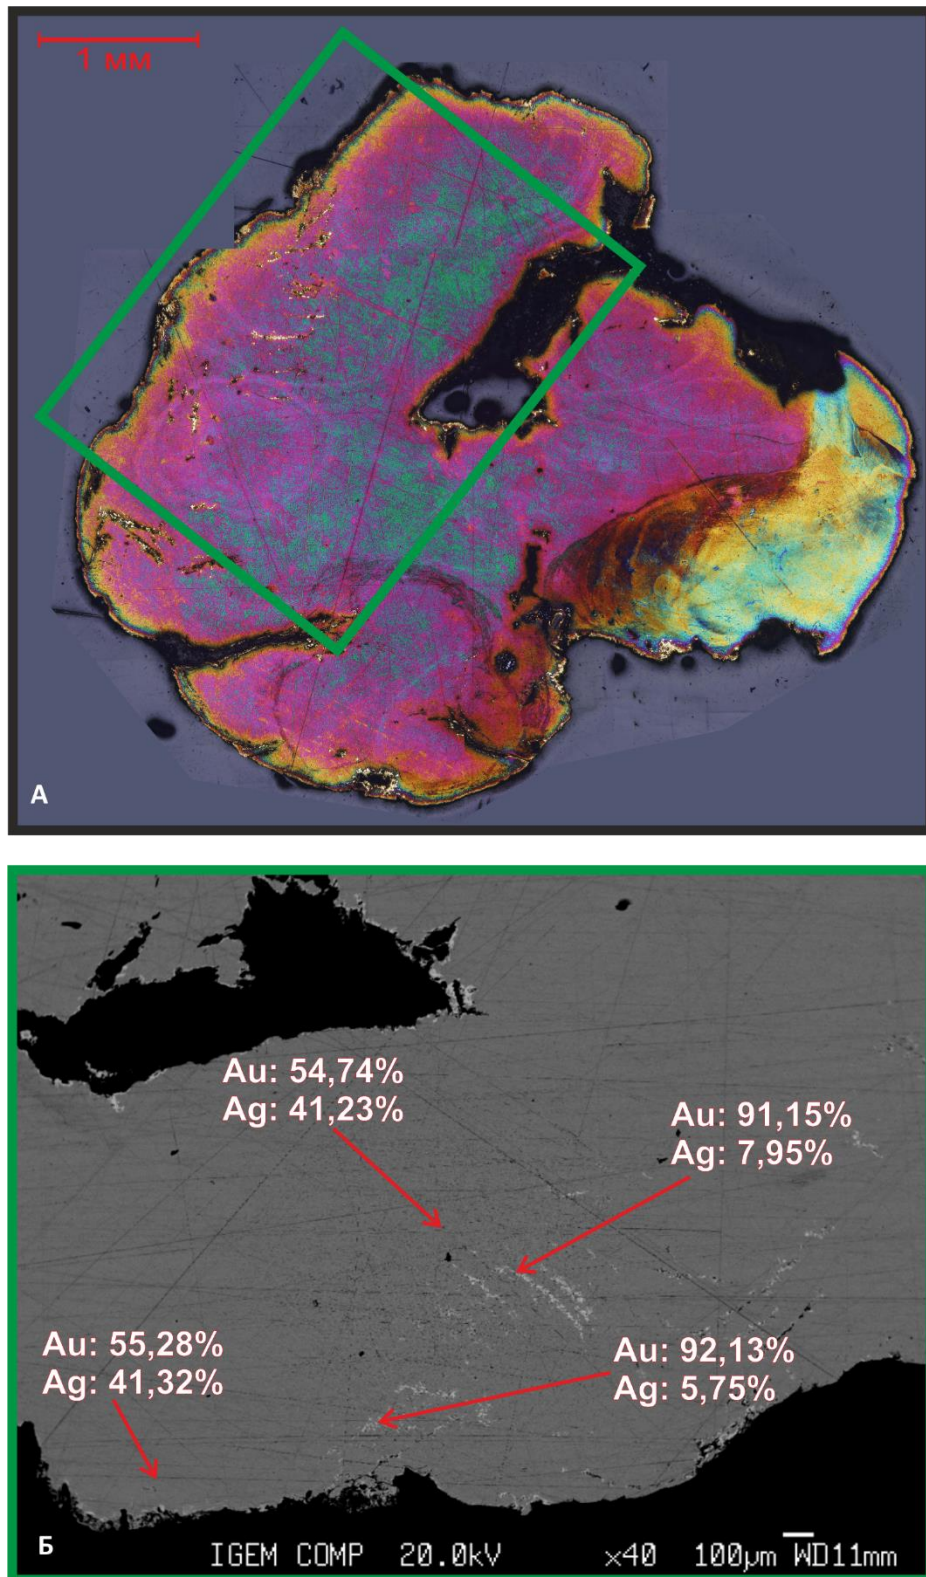 1 мм
А
Au: 54,74%
Ag: 41,23%
Au: 91,15%
Ag: 7,95%
Au: 55,28%
Ag: 41,32%
Au: 92,13%
Ag: 5,75%
Б
IGEM COMP 20.0kV ×40 100µm WD11mm